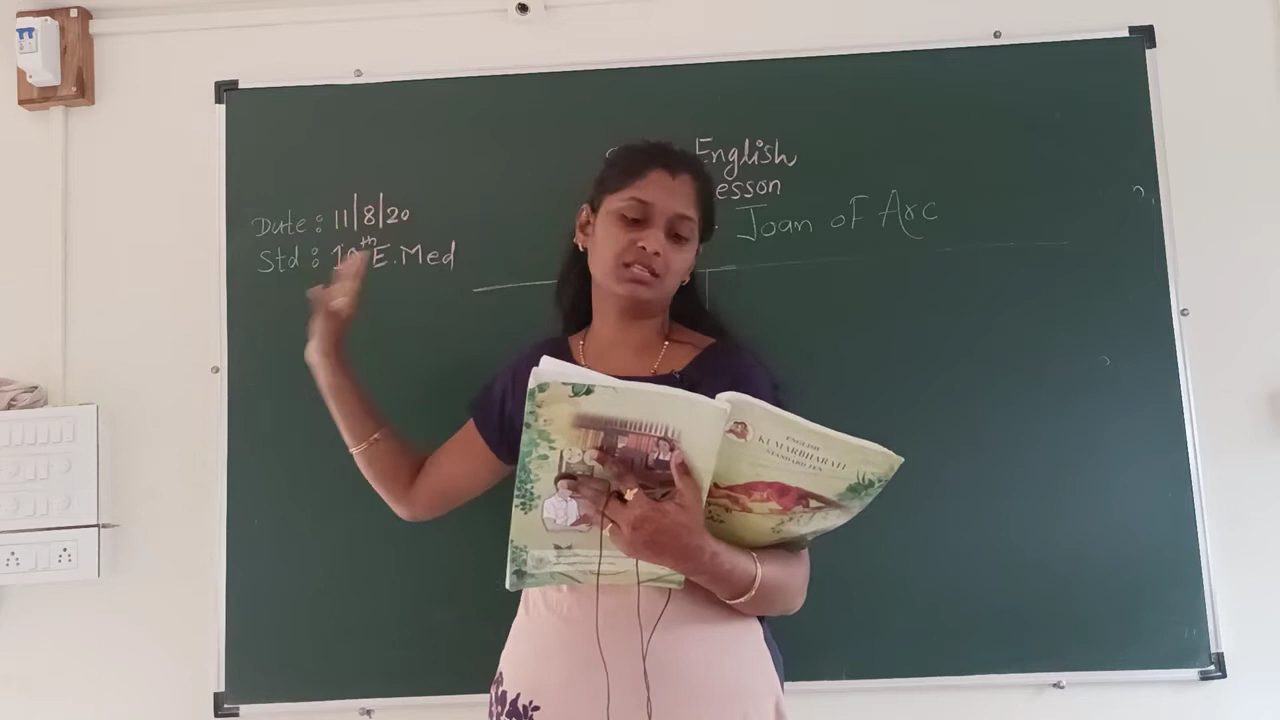 English
esson
Joan of Arc
Date : 11/8/20
Std : 10th E.Med
ENGLISH
KUMARBHARATI
STANDARD TEN